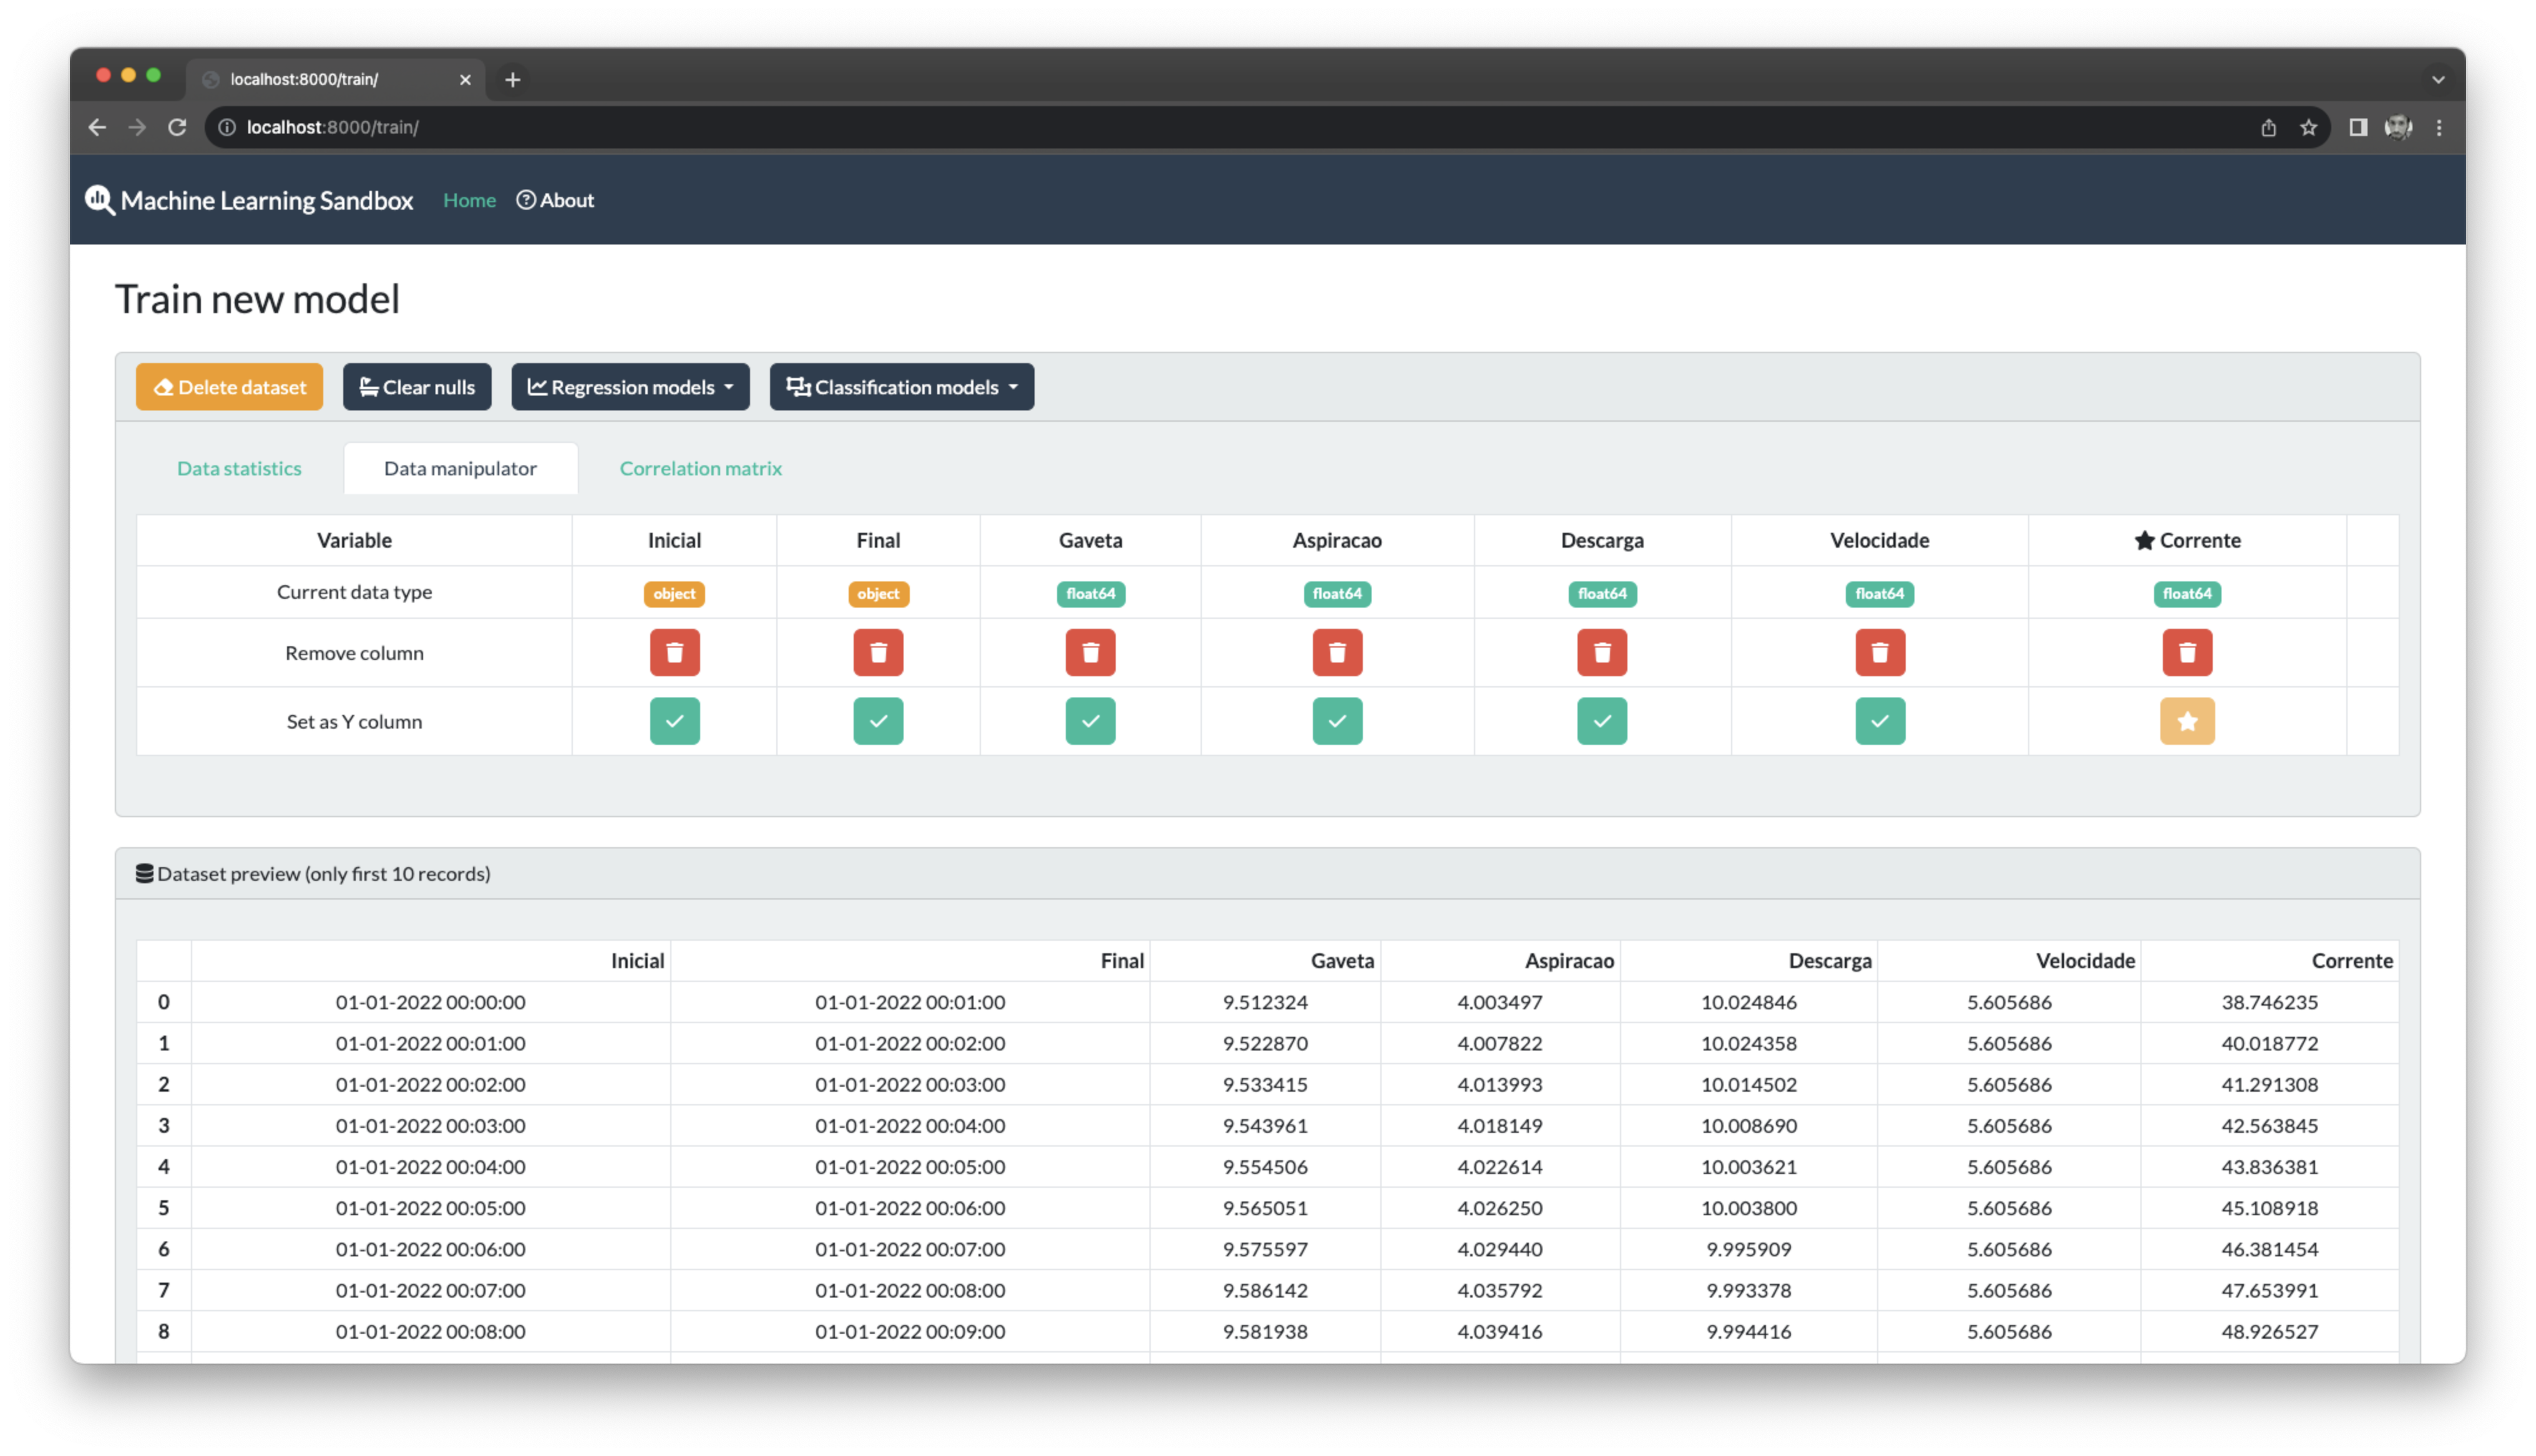 localhost:8000/train/
localhost:8000/train/
Machine Learning Sandbox Home About
Train new model
Delete dataset Clear nulls Regression models Classification models
Data statistics Data manipulator Correlation matrix
Variable Inicial Final Gaveta Aspiracao Descarga Velocidade Corrente
Current data type object object float64 float64 float64 float64 float64
Remove column
Set as Y column
Dataset preview (only first 10 records)
Inicial Final Gaveta Aspiracao Descarga Velocidade Corrente
0 01-01-2022 00:00:00 01-01-2022 00:01:00 9.512324 4.003497 10.024846 5.605686 38.746235
1 01-01-2022 00:01:00 01-01-2022 00:02:00 9.522870 4.007822 10.024358 5.605686 40.018772
2 01-01-2022 00:02:00 01-01-2022 00:03:00 9.533415 4.013993 10.014502 5.605686 41.291308
3 01-01-2022 00:03:00 01-01-2022 00:04:00 9.543961 4.018149 10.008690 5.605686 42.563845
4 01-01-2022 00:04:00 01-01-2022 00:05:00 9.554506 4.022614 10.003621 5.605686 43.836381
5 01-01-2022 00:05:00 01-01-2022 00:06:00 9.565051 4.026250 10.003800 5.605686 45.108918
6 01-01-2022 00:06:00 01-01-2022 00:07:00 9.575597 4.029440 9.995909 5.605686 46.381454
7 01-01-2022 00:07:00 01-01-2022 00:08:00 9.586142 4.035792 9.993378 5.605686 47.653991
8 01-01-2022 00:08:00 01-01-2022 00:09:00 9.581938 4.039416 9.994416 5.605686 48.926527